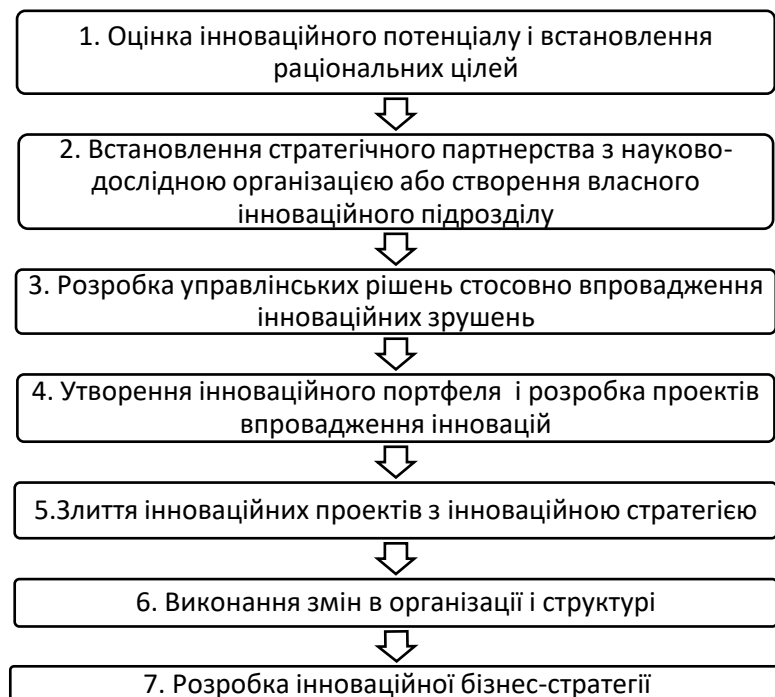 1. Оцінка інноваційного потенціалу і встановлення
раціональних цілей
2. Встановлення стратегічного партнерства з науково-
дослідною організацією або створення власного
інноваційного підрозділу
3. Розробка управлінських рішень стосовно впровадження
інноваційних зрушень
4. Утворення інноваційного портфеля і розробка проектів
впровадження інновацій
5.Злиття інноваційних проектів з інноваційною стратегією
6. Виконання змін в організації і структурі
7. Розробка інноваційної бізнес-стратегії